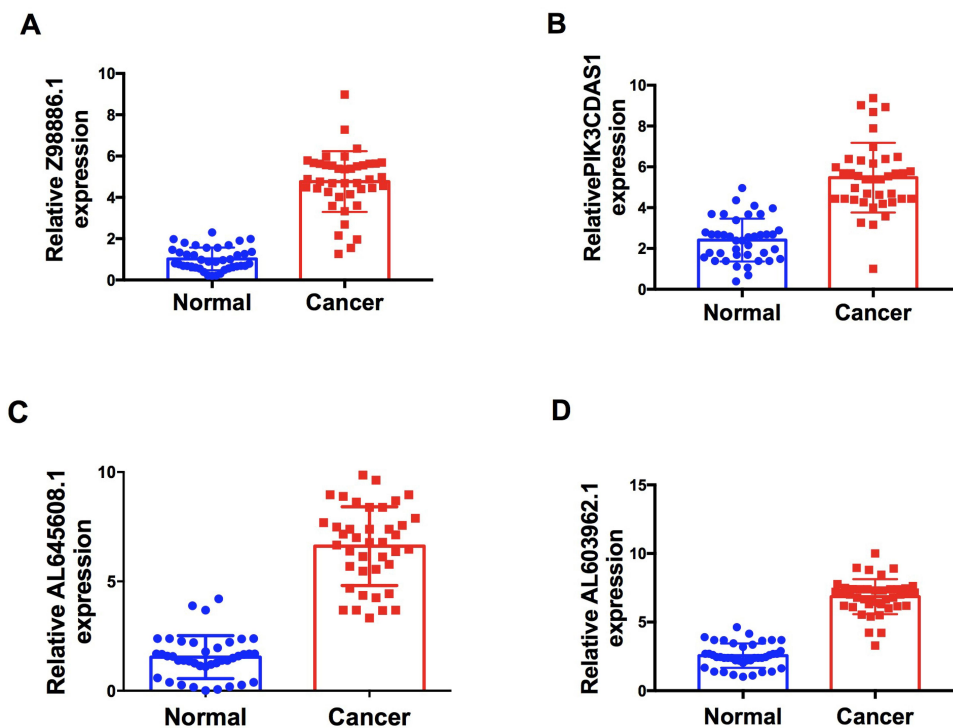 A
Relative Z98886.1
expression
10
8
6
4
2
0
Normal
Cancer
B
RelativePIK3CDAS1
expression
10
8
6
4
2
0
Normal
Cancer
C
Relative AL645608.1
expression
10
5
0
Normal
Cancer
D
Relative AL603962.1
expression
15
10
5
0
Normal
Cancer